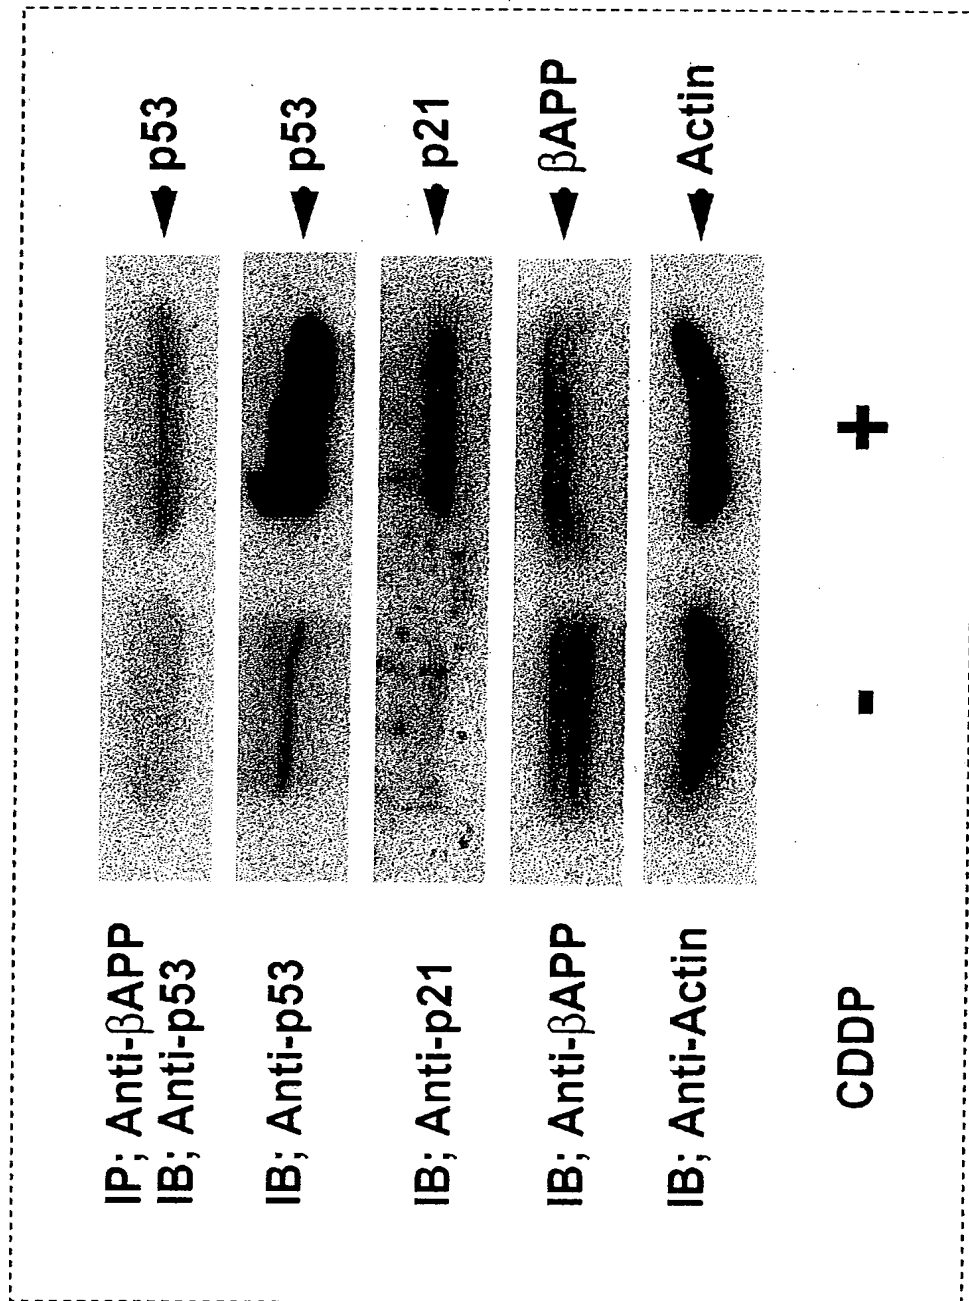 IP; Anti-βAPP
IB; Anti-p53
p53
IB; Anti-p53
p53
IB; Anti-p21
p21
IB; Anti-βAPP
βAPP
IB; Anti-Actin
Actin
CDDP
-
+